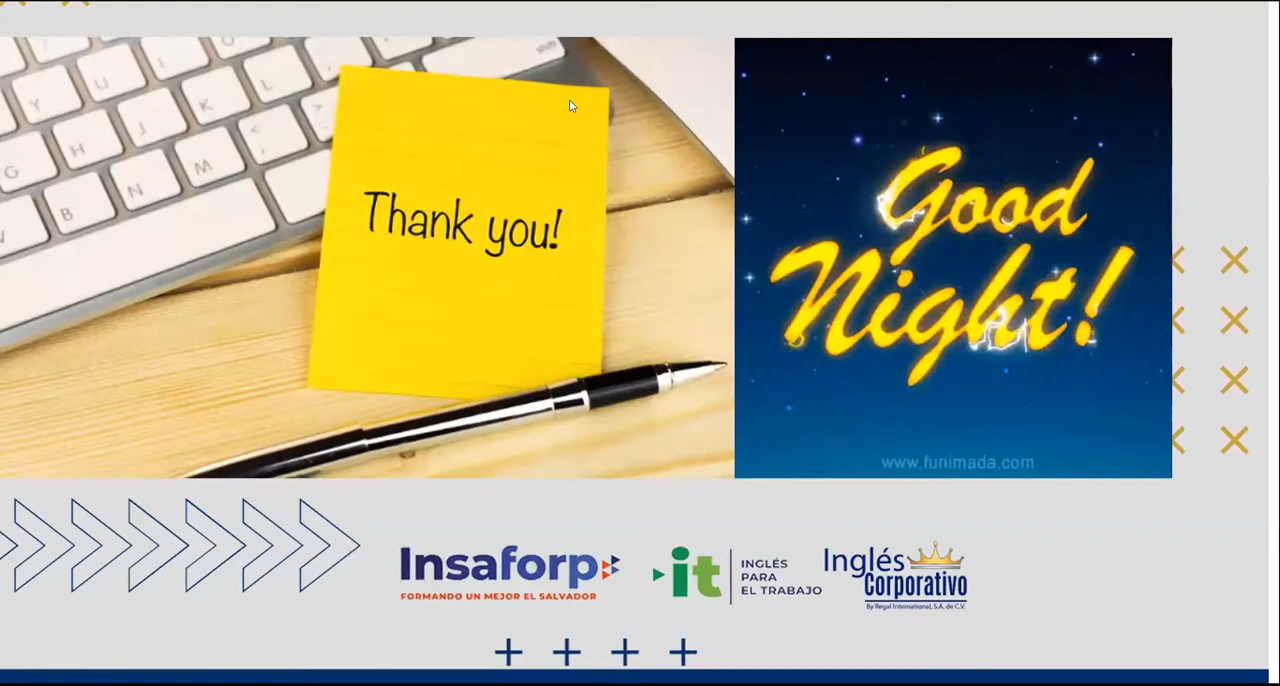 Thank you!
Good
Night!
www.funimada.com
Insaforp
FORMANDO UN MEJOR EL SALVADOR
it
INGLÉS
PARA
EL TRABAJO
Inglés
Corporativo
By Regal International, S.A. de C.V.
Y
U
I
G
H
J
K
L
B
N
M